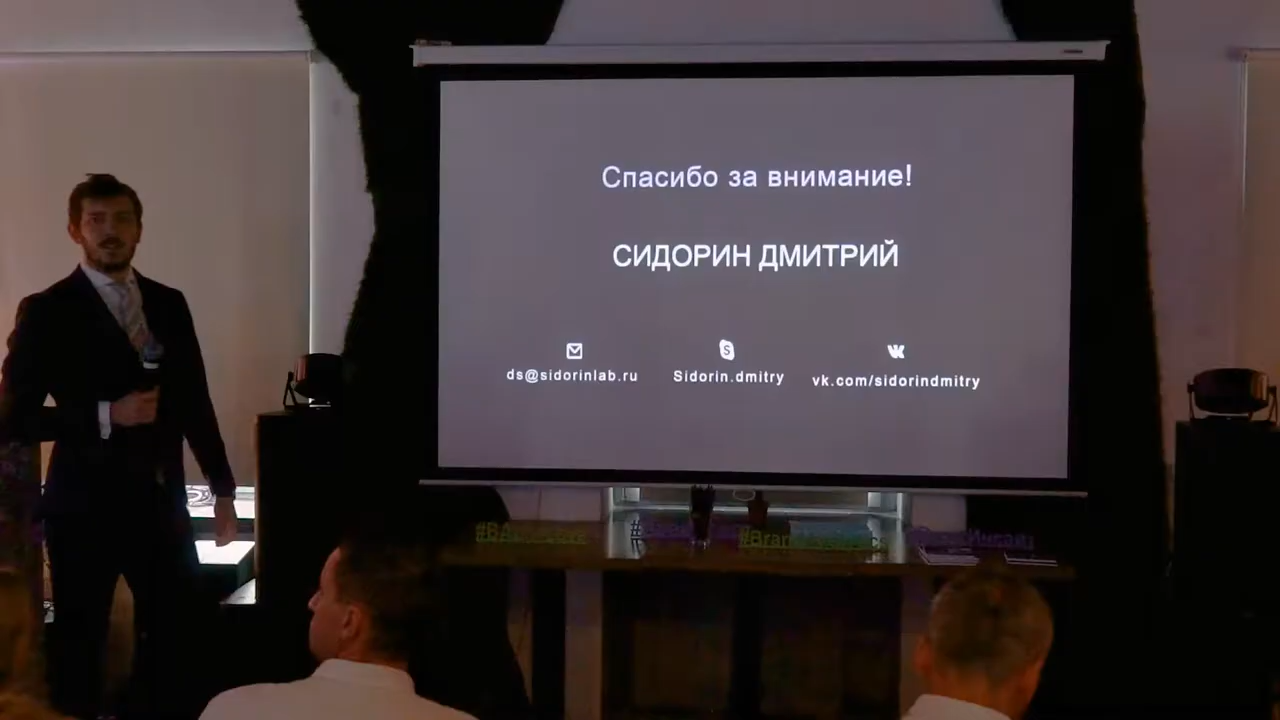 Спасибо за внимание!
СИДОРИН ДМИТРИЙ
ds@sidorinlab.ru
Sidorin.dmitry
vk.com/sidorindmitry